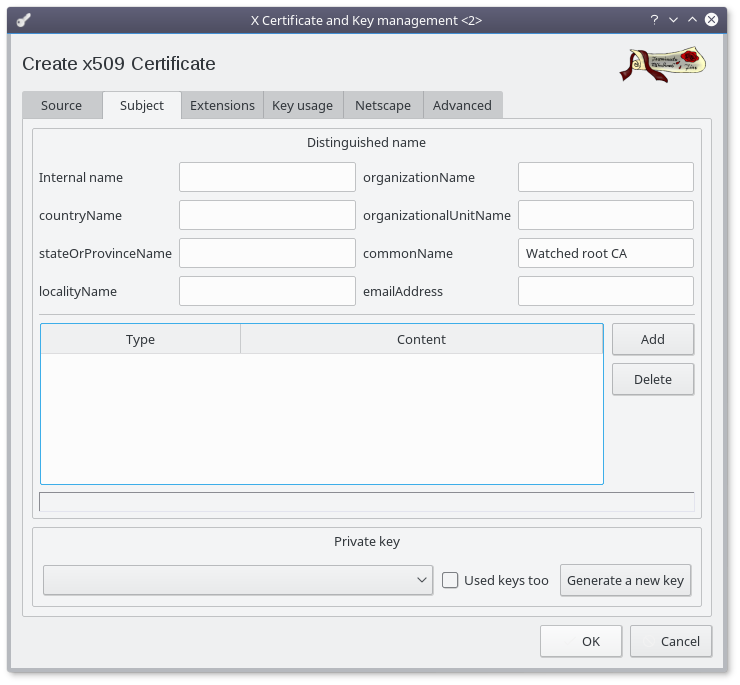 X Certificate and Key management <2>
?
Create x509 Certificate
Source Subject Extensions Key usage Netscape Advanced
Distinguished name
Internal name organizationName
countryName organizationalUnitName
stateOrProvinceName commonName Watched root CA
localityName emailAddress
Type Content Add
Delete
Private key
Used keys too Generate a new key
OK Cancel